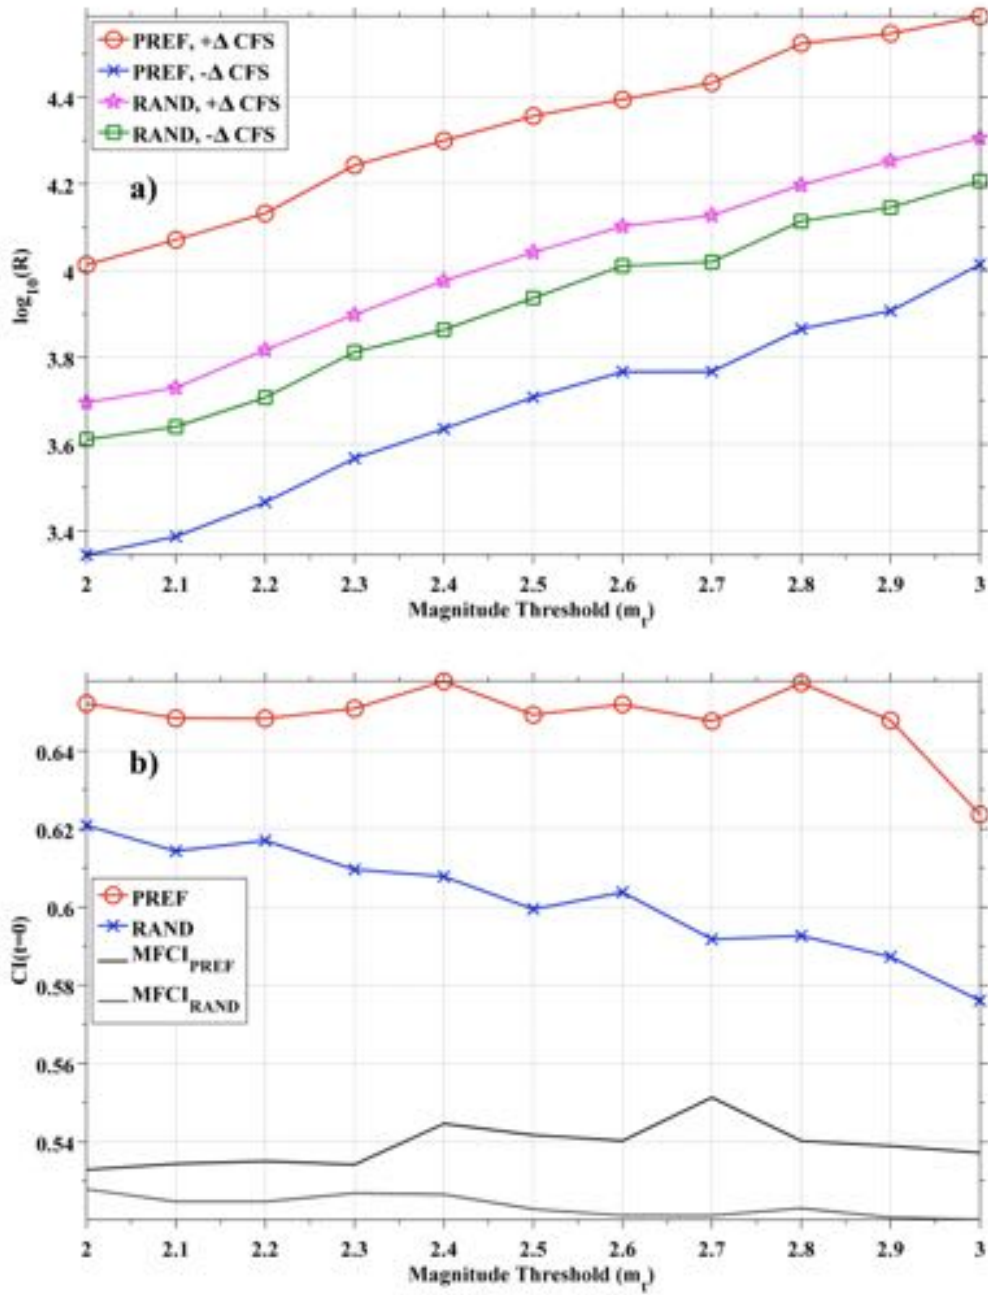 PREF, +Δ CFS
PREF, -Δ CFS
RAND, +Δ CFS
RAND, -Δ CFS
a)
4.4
4.2
4
3.8
3.6
3.4
log10(R)
2 2.1 2.2 2.3 2.4 2.5 2.6 2.7 2.8 2.9 3
Magnitude Threshold (mt)
b)
0.64
0.62
0.6
0.58
0.56
0.54
CI(t=0)
PREF
RAND
MFCIPREF
MFCIRAND
2 2.1 2.2 2.3 2.4 2.5 2.6 2.7 2.8 2.9 3
Magnitude Threshold (mt)